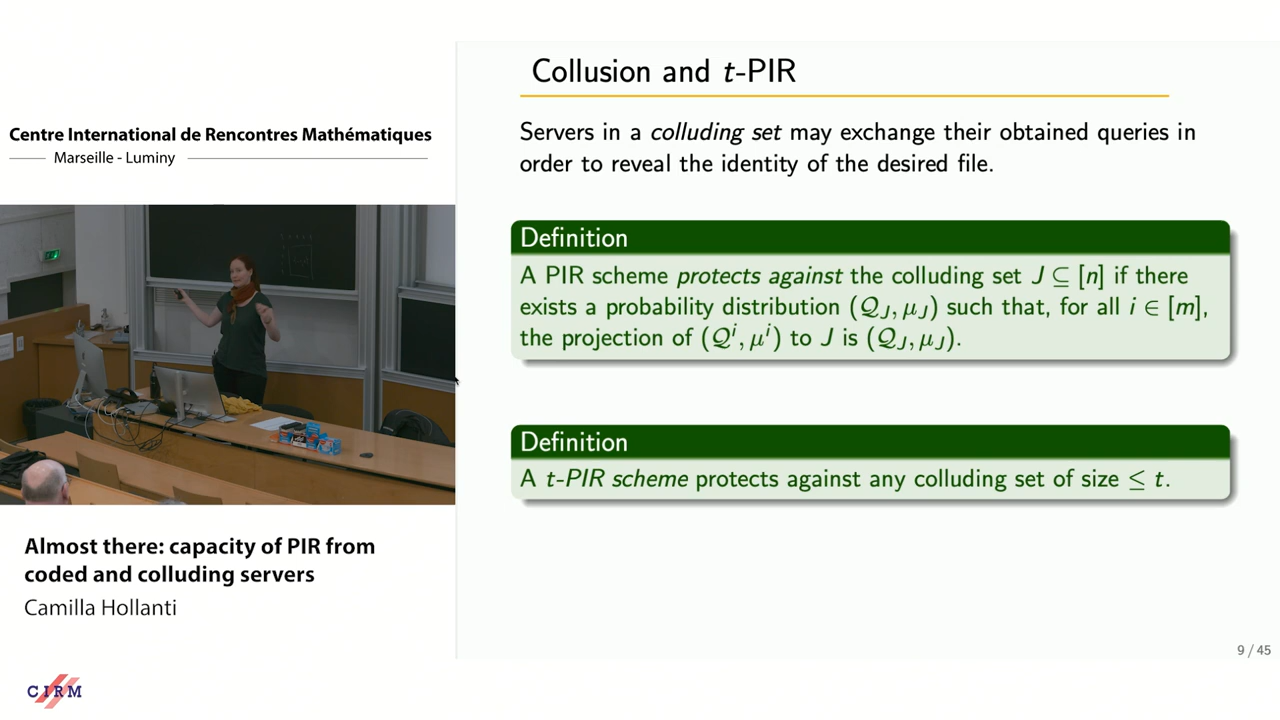 Centre International de Rencontres Mathématiques
Marseille - Luminy
Almost there: capacity of PIR from
coded and colluding servers
Camilla Hollanti
CIRM
Collusion and t-PIR
Servers in a colluding set may exchange their obtained queries in
order to reveal the identity of the desired file.
Definition
A PIR scheme protects against the colluding set J ⊆ [n] if there
exists a probability distribution (𝒬_J, μ_J) such that, for all i ∈ [m],
the projection of (𝒬^i, μ^i) to J is (𝒬_J, μ_J).
Definition
A t-PIR scheme protects against any colluding set of size ≤ t.
9 / 45